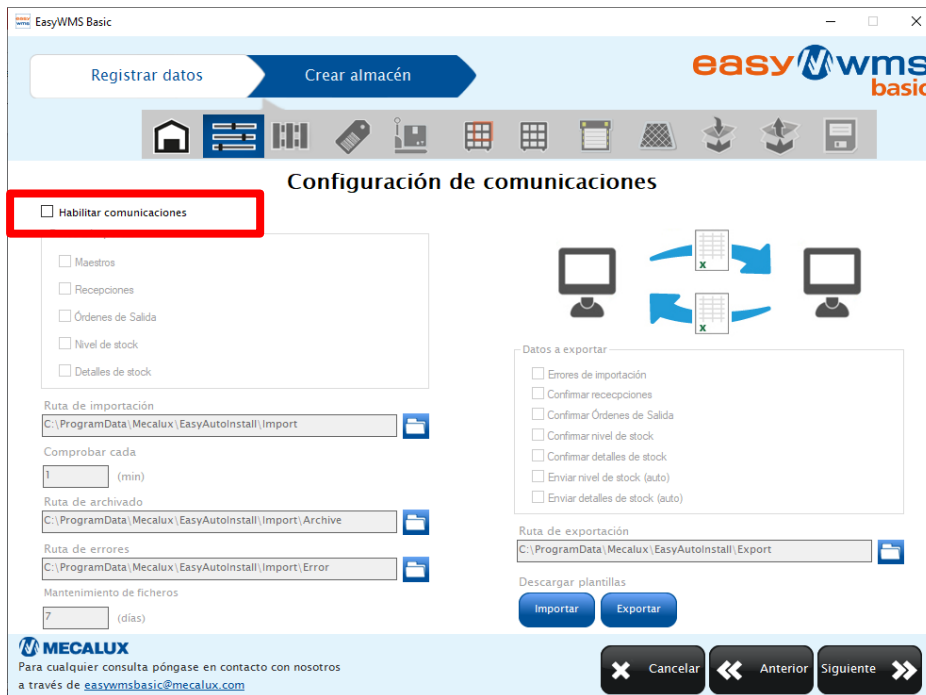 EasyWMS Basic
Registrar datos
Crear almacén
easy wms
basic
Configuración de comunicaciones
Habilitar comunicaciones
Maestros
Recepciones
Órdenes de Salida
Nivel de stock
Detalles de stock
Ruta de importación
C:\ProgramData\Mecalux\EasyAutoInstall\Import
Comprobar cada
1 (min)
Ruta de archivado
C:\ProgramData\Mecalux\EasyAutoInstall\Import\Archive
Ruta de errores
C:\ProgramData\Mecalux\EasyAutoInstall\Import\Error
Mantenimiento de ficheros
7 (días)
Datos a exportar
Errores de importación
Confirmar rececpciones
Confirmar Órdenes de Salida
Confirmar nivel de stock
Confirmar detalles de stock
Enviar nivel de stock (auto)
Enviar detalles de stock (auto)
Ruta de exportación
C:\ProgramData\Mecalux\EasyAutoInstall\Export
Descargar plantillas
Importar
Exportar
MECALUX
Para cualquier consulta póngase en contacto con nosotros
a través de easywmsbasic@mecalux.com
Cancelar
Anterior
Siguiente